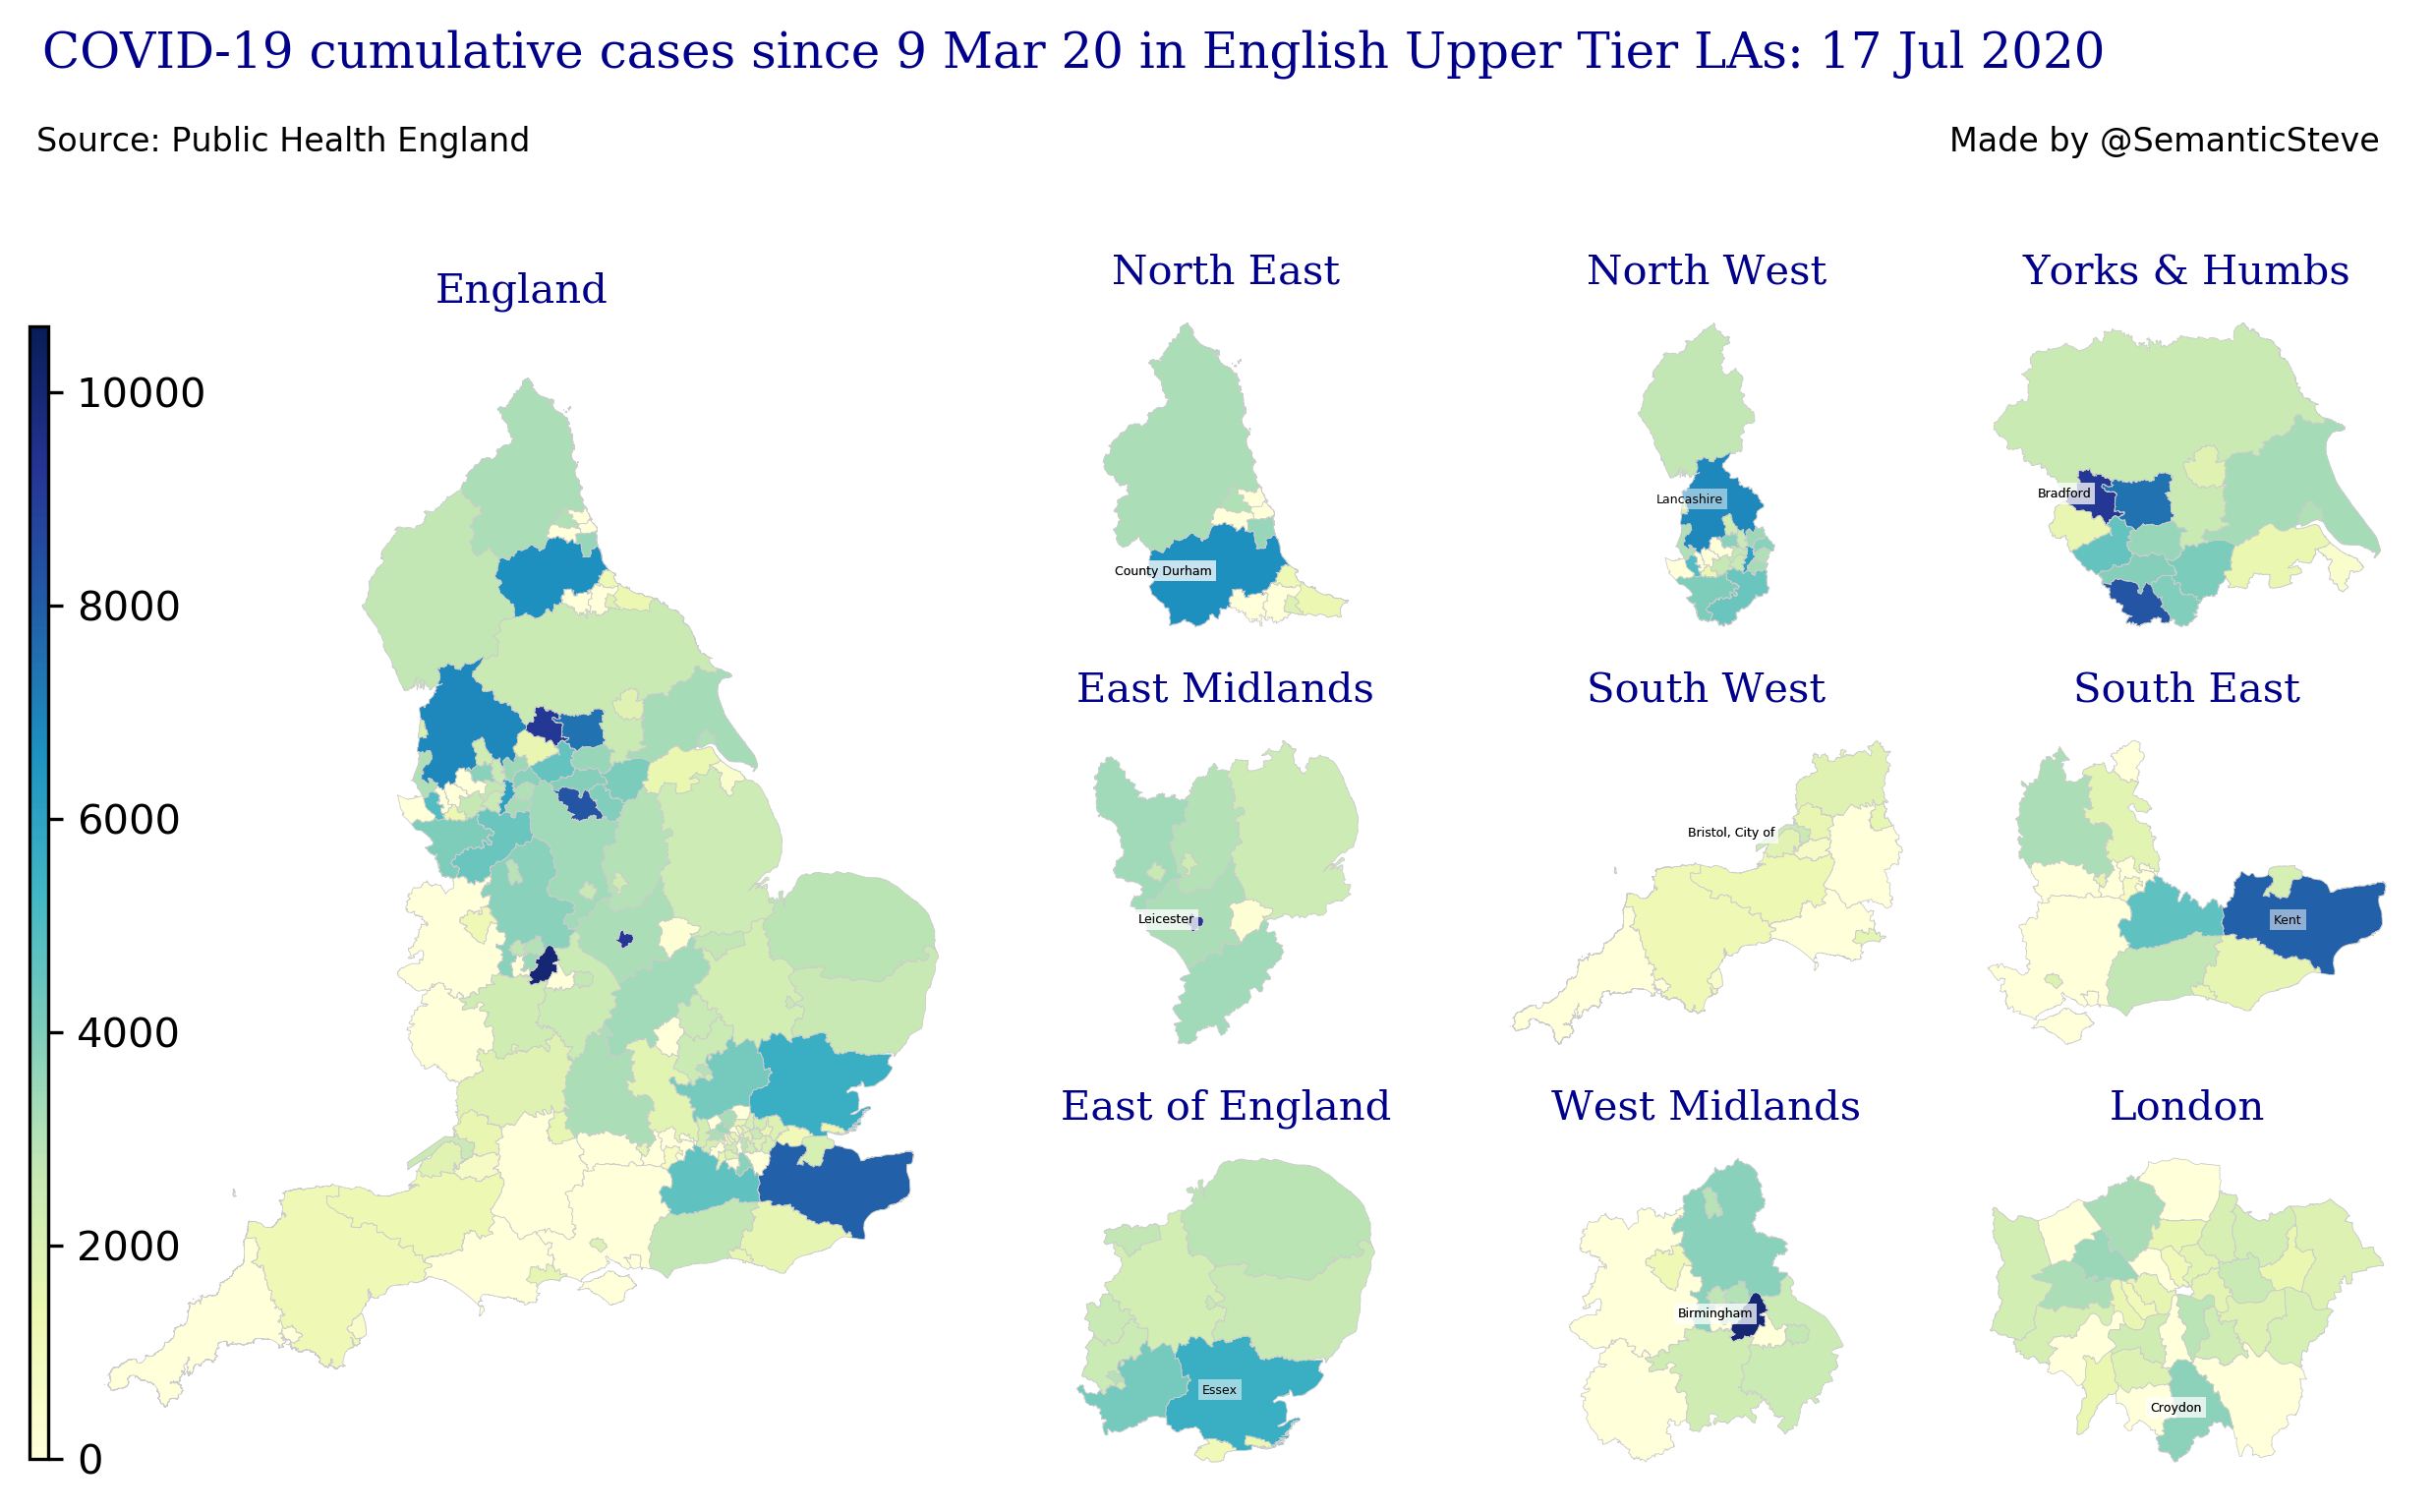 COVID-19 cumulative cases since 9 Mar 20 in English Upper Tier LAs: 17 Jul 2020
Source: Public Health England
Made by @SemanticSteve
England
10000
8000
6000
4000
2000
0
North East
County Durham
North West
Lancashire
Yorks & Humbs
Bradford
East Midlands
Leicester
South West
Bristol, City of
South East
Kent
East of England
Essex
West Midlands
Birmingham
London
Croydon